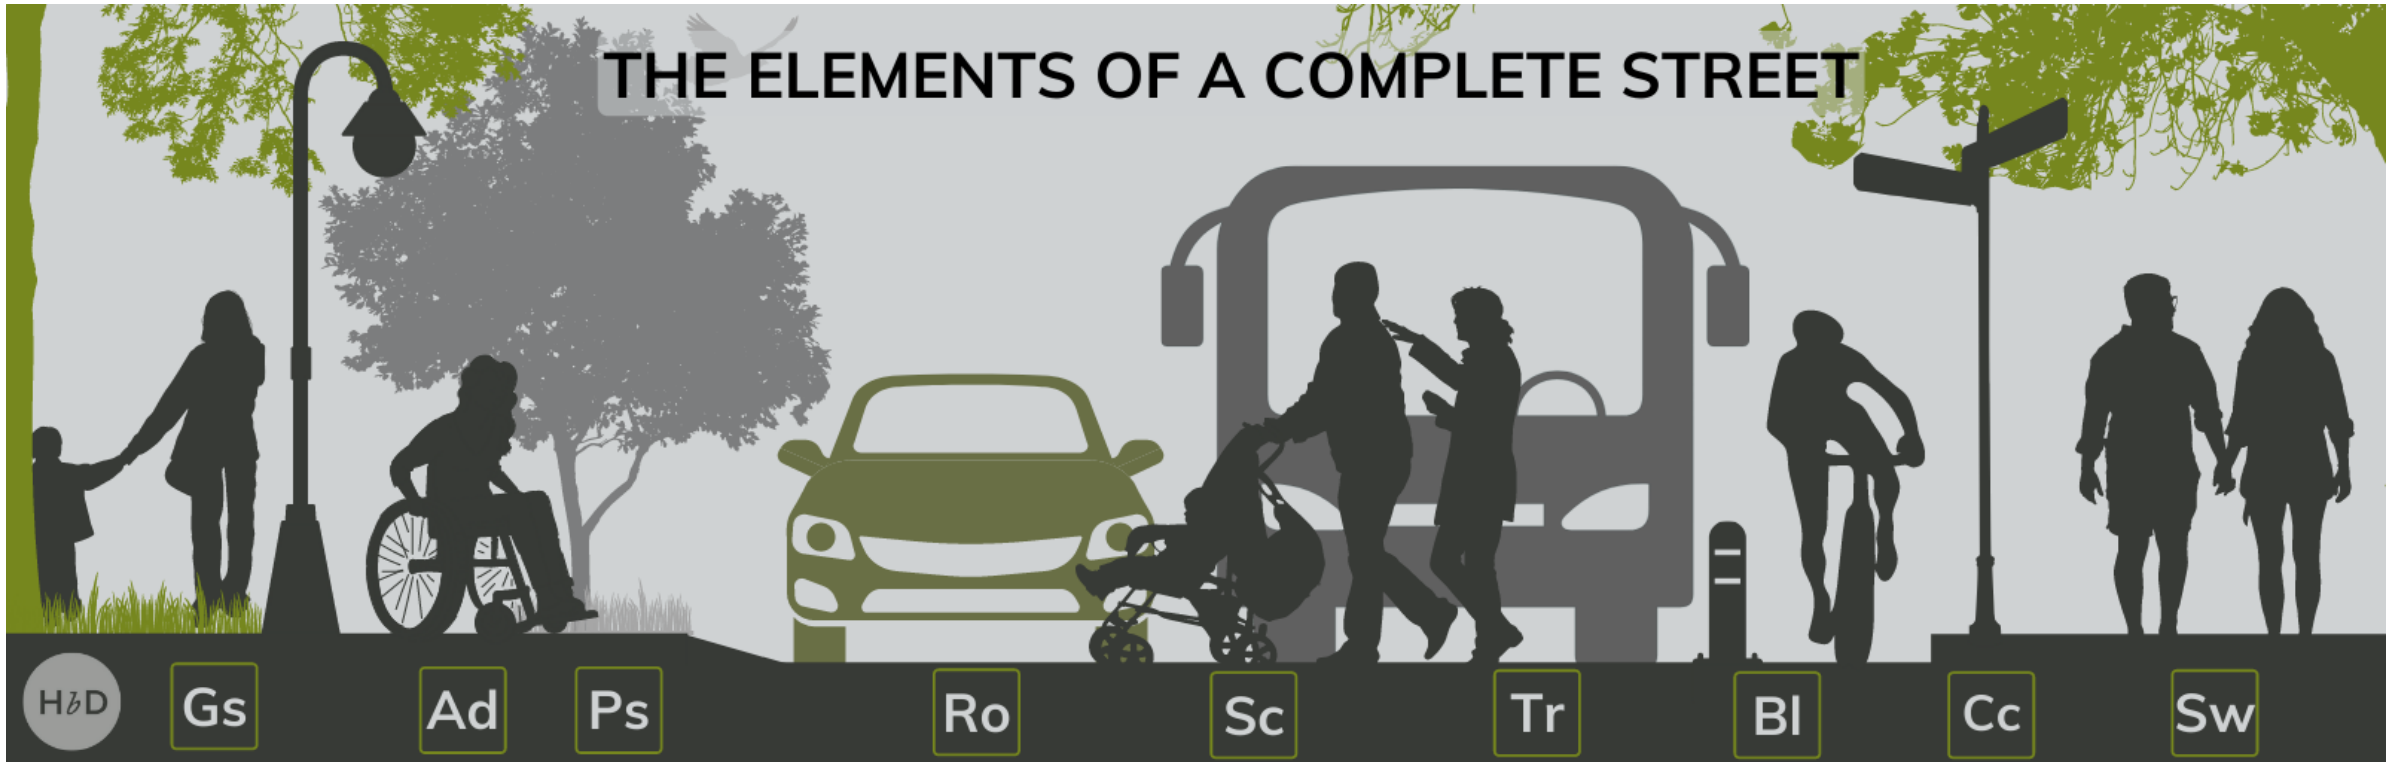 THE ELEMENTS OF A COMPLETE STREET
HbD
Gs
Ad
Ps
Ro
Sc
Tr
Bl
Cc
Sw